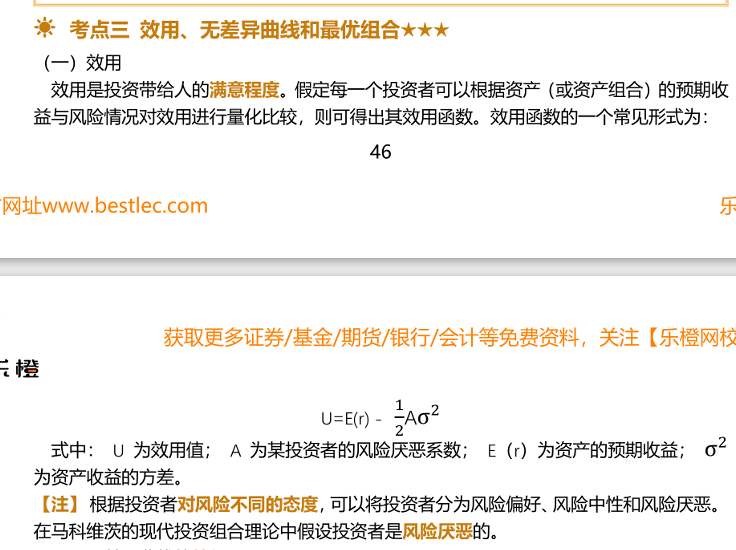 考点三 效用、无差异曲线和最优组合★★★
（一）效用
效用是投资带给人的满意程度。假定每一个投资者可以根据资产（或资产组合）的预期收
益与风险情况对效用进行量化比较，则可得出其效用函数。效用函数的一个常见形式为：
46
网址www.bestlec.com
乐
获取更多证券/基金/期货/银行/会计等免费资料，关注【乐橙网校
乐橙
U=E(r) - 1/2Aσ²
式中： U 为效用值； A 为某投资者的风险厌恶系数； E（r）为资产的预期收益； σ²
为资产收益的方差。
【注】根据投资者对风险不同的态度，可以将投资者分为风险偏好、风险中性和风险厌恶。
在马科维茨的现代投资组合理论中假设投资者是风险厌恶的。